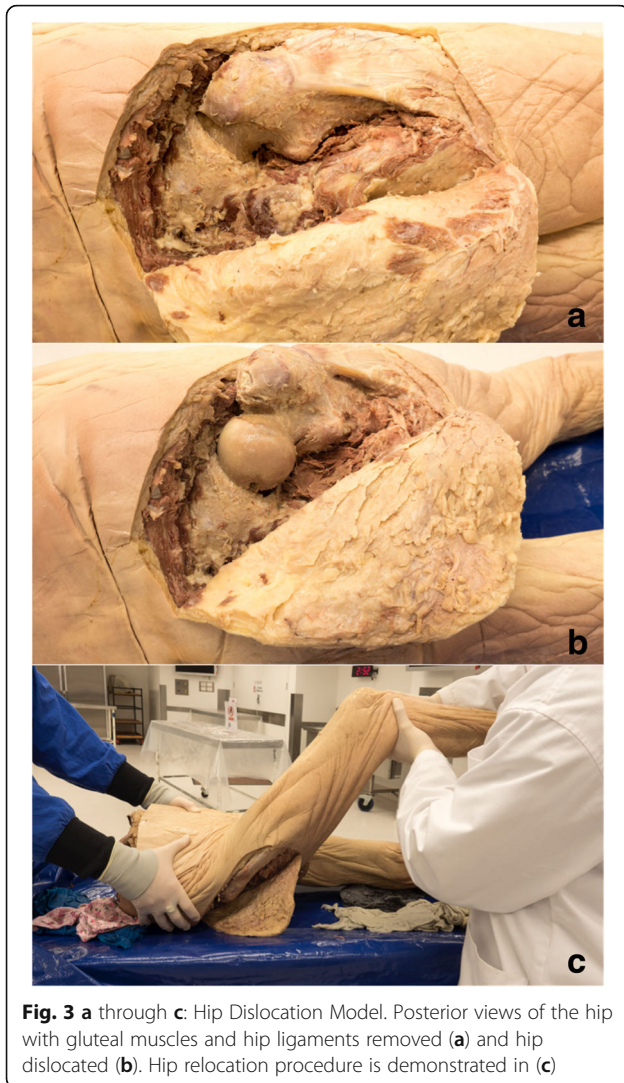 a
b
c
Fig. 3 a through c: Hip Dislocation Model. Posterior views of the hip
with gluteal muscles and hip ligaments removed (a) and hip
dislocated (b). Hip relocation procedure is demonstrated in (c)